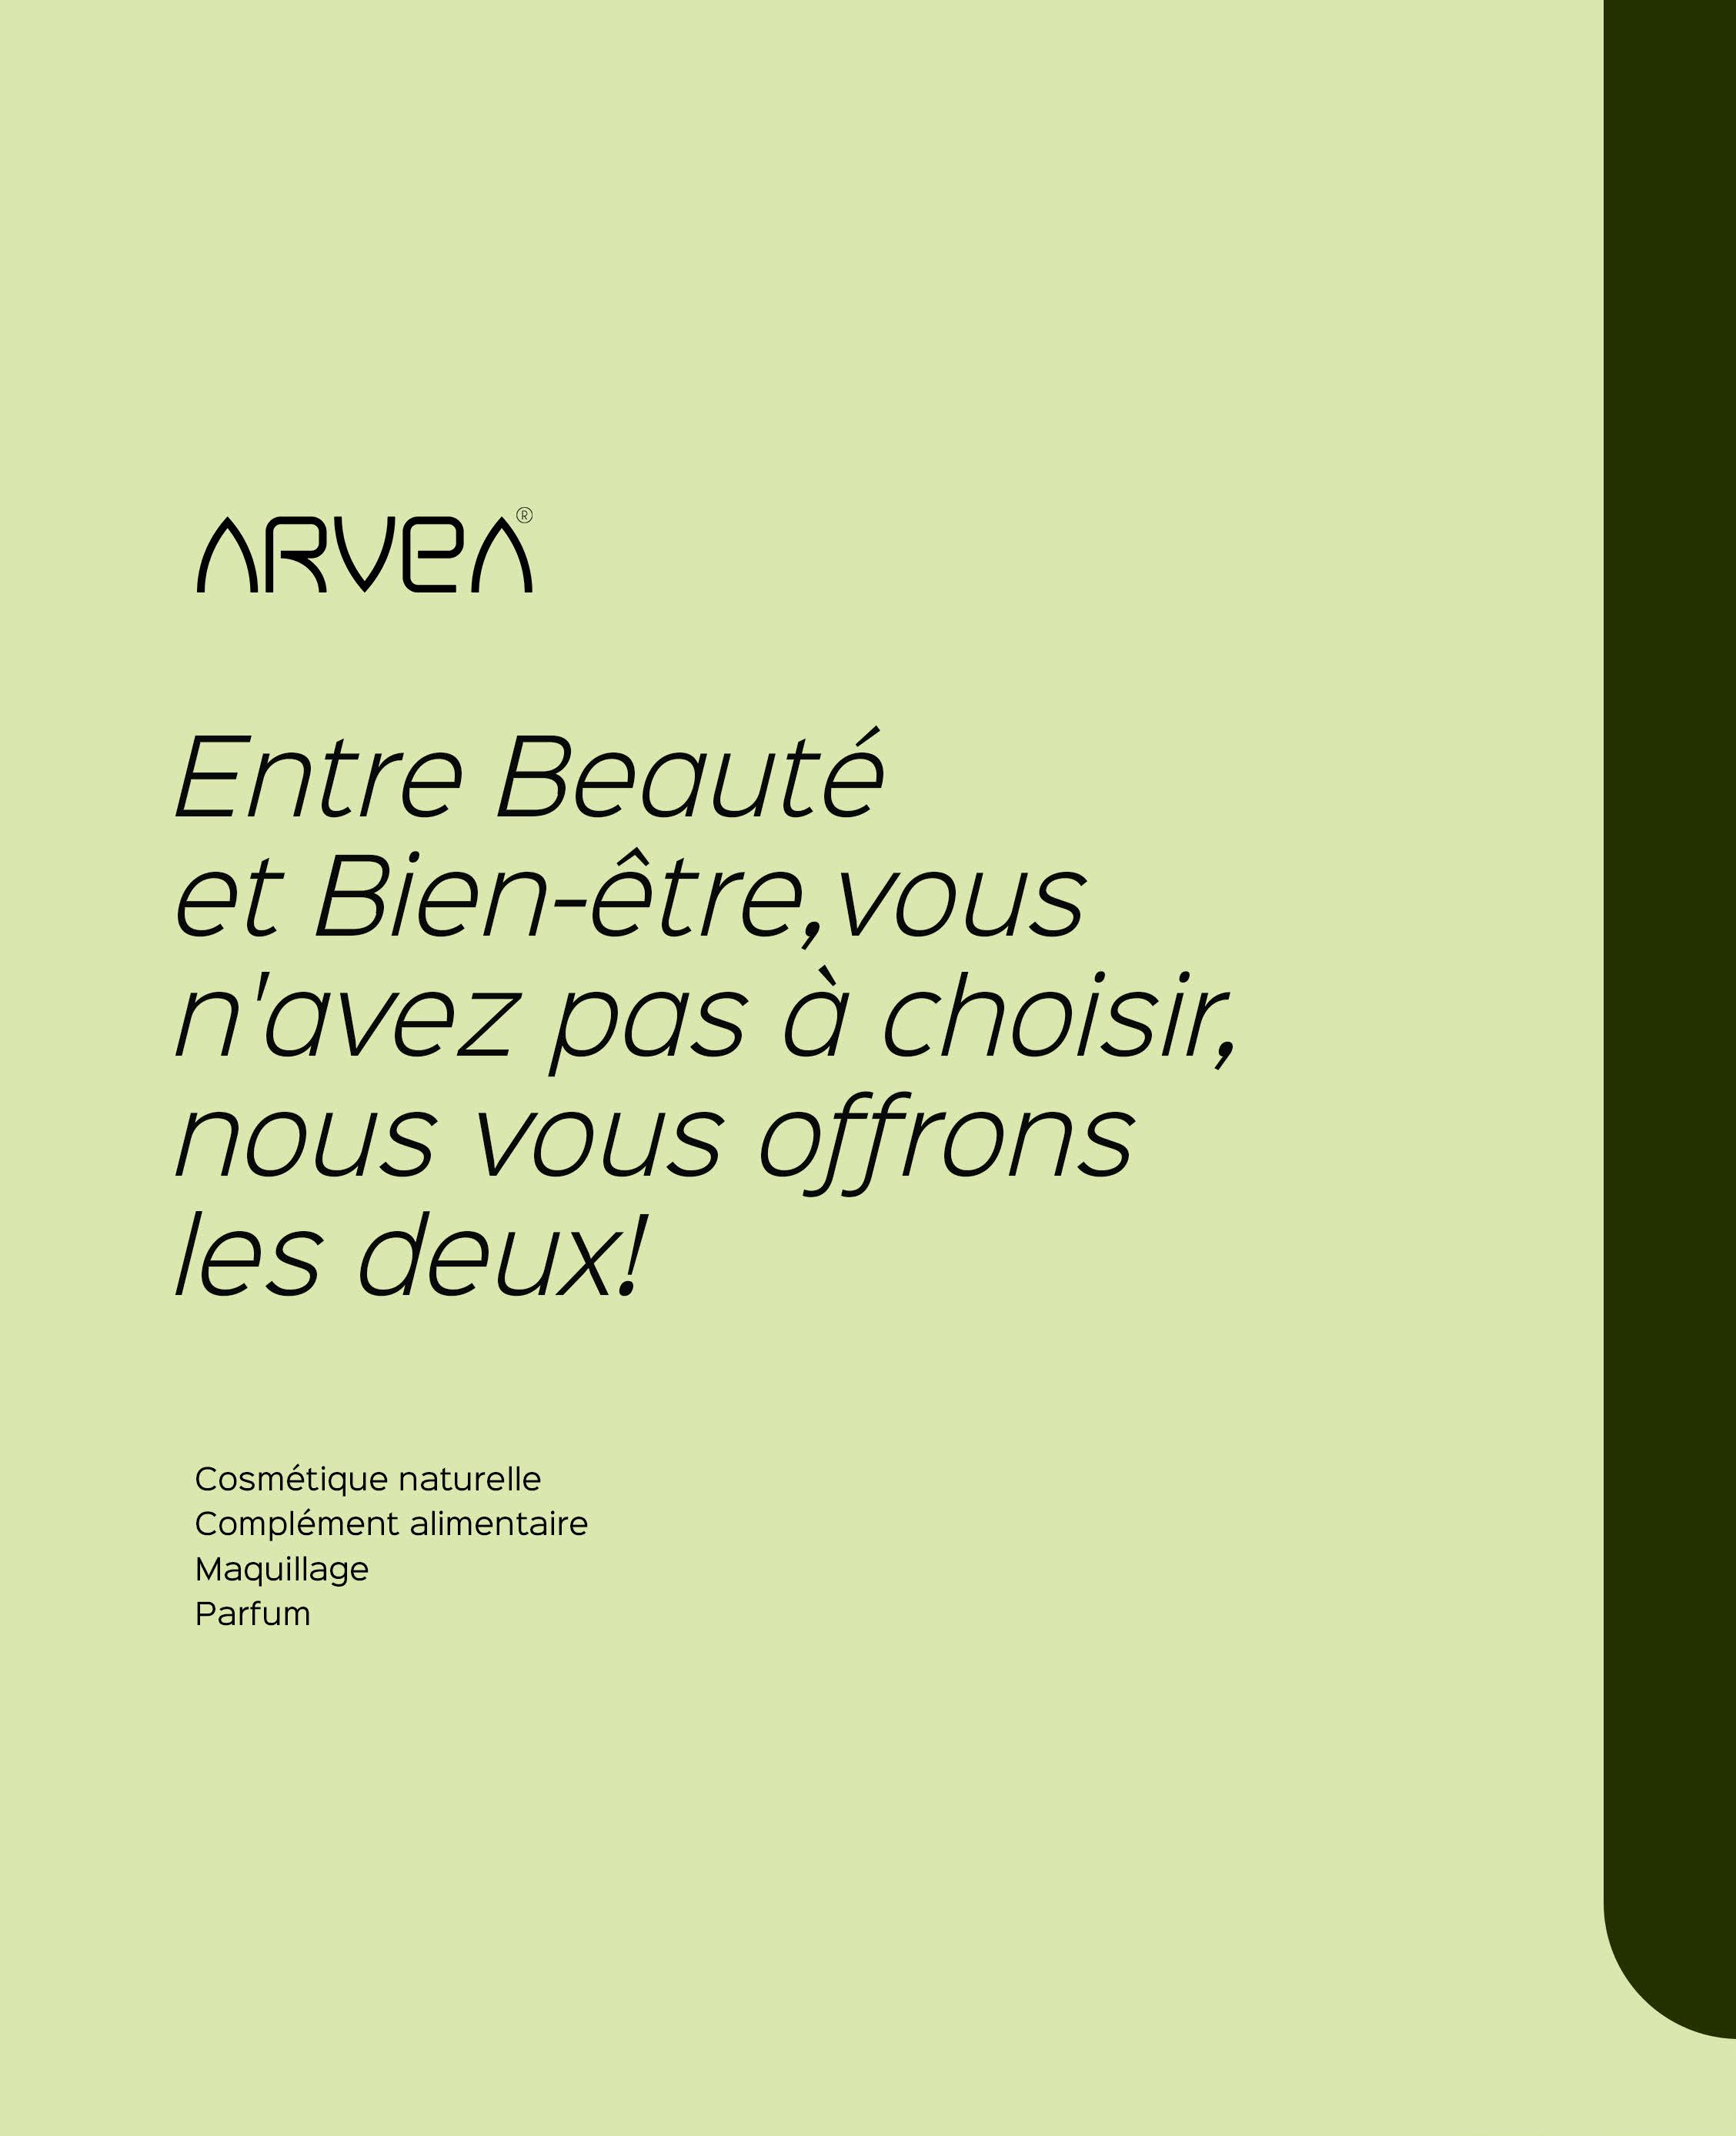 ARVEA®
Entre Beauté
et Bien-être,vous
n'avez pas à choisir,
nous vous offrons
les deux!
Cosmétique naturelle
Complément alimentaire
Maquillage
Parfum